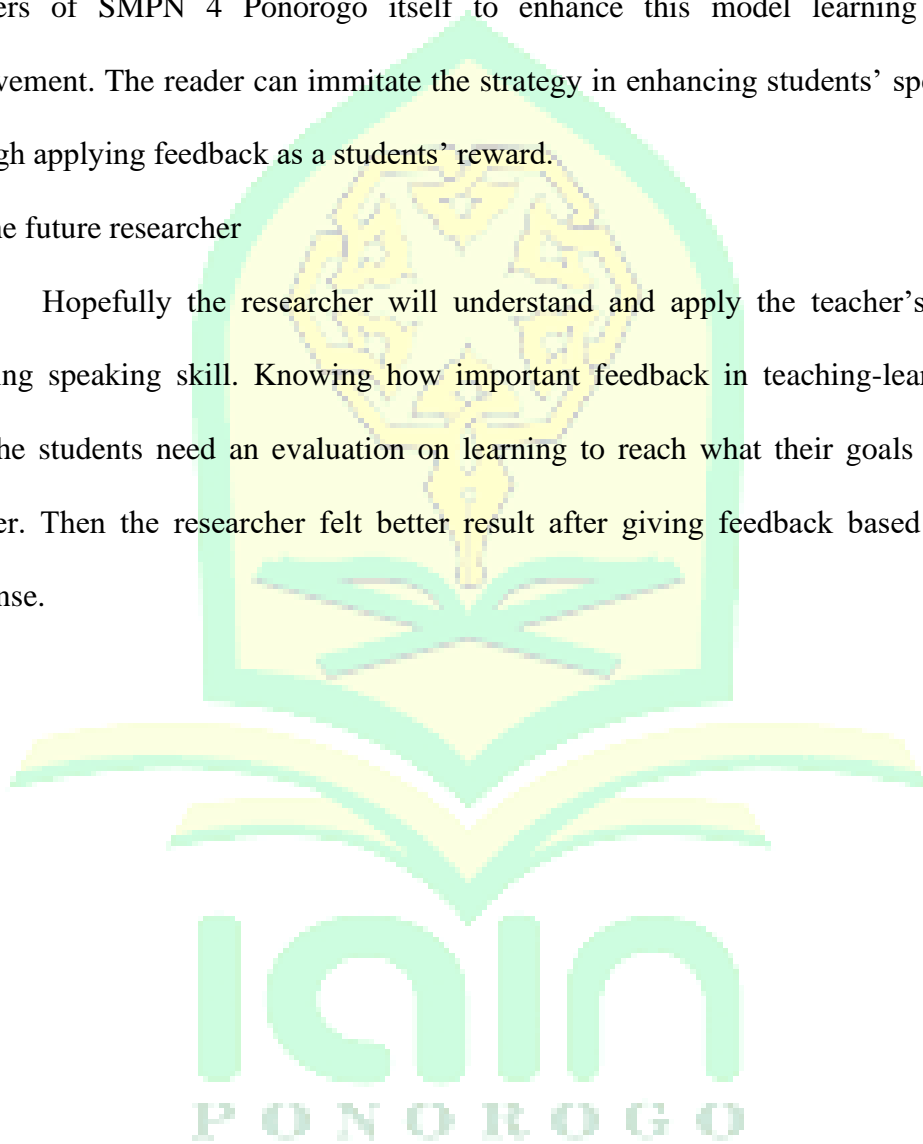 ers of SMPN 4 Ponorogo itself to enhance this model learning
vement. The reader can immitate the strategy in enhancing students’ spe
gh applying feedback as a students’ reward.
he future researcher
Hopefully the researcher will understand and apply the teacher’s
ing speaking skill. Knowing how important feedback in teaching-lear
he students need an evaluation on learning to reach what their goals
er. Then the researcher felt better result after giving feedback based
nse.
iain
PONOROGO